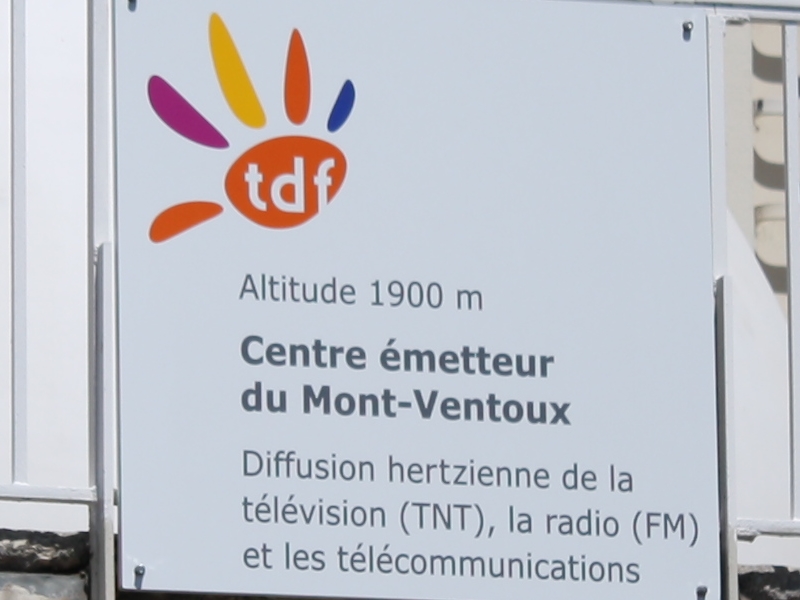 tdf
Altitude 1900 m
Centre émetteur
du Mont-Ventoux
Diffusion hertzienne de la
télévision (TNT), la radio (FM)
et les télécommunications